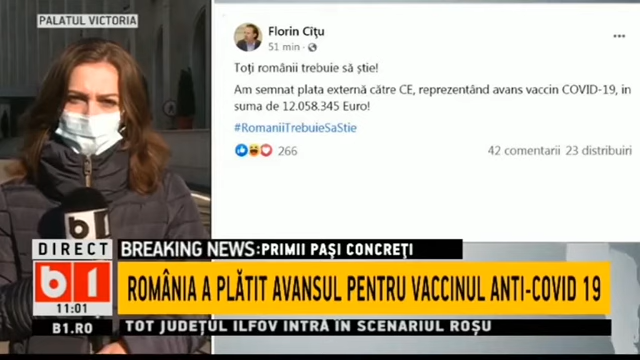 PALATUL VICTORIA
Florin Cîțu
51 min ·
Toți românii trebuie să știe!
Am semnat plata externă către CE, reprezentând avans vaccin COVID-19, in
suma de 12.058.345 Euro!
#RomaniiTrebuieSaStie
266
42 comentarii 23 distribuiri
b1
DIRECT
BREAKING NEWS: PRIMII PAȘI CONCREȚI
b1
ROMÂNIA A PLĂTIT AVANSUL PENTRU VACCINUL ANTI-COVID 19
11:01
B1.RO
TOT JUDEȚUL ILFOV INTRĂ ÎN SCENARIUL ROȘU